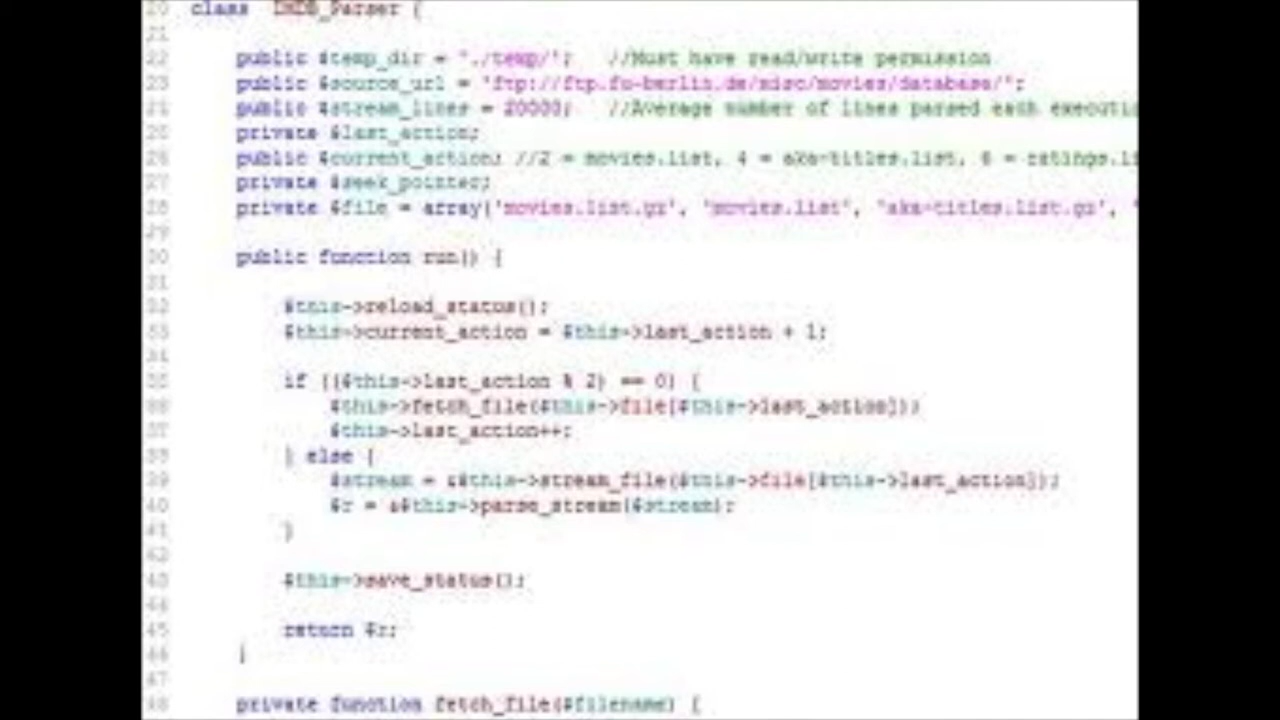 20 class IMDB_Parser {
21
22 public $temp_dir = "./temp/"; //Must have read/write permission
23 public $source_url = "ftp://ftp.fu-berlin.de/misc/movies/database/";
24 public $stream_lines = 20000; //Average number of lines parsed each executio
25 private $last_action;
26 public $current_action; //2 = movies.list, 4 = aka-titles.list, 6 = ratings.li
27 private $seek_pointer;
28 private $file = array('movies.list.gz', "movies.list", "aka-titles.list.gz', "
29
30 public function run() {
31
32 $this->reload_status();
33 $this->current_action = $this->last_action + 1;
34
35 if (($this->last_action % 2) == 0) {
36 $this->fetch_file($this->file[$this->last_action]);
37 $this->last_action++;
38 } else {
39 $stream = &$this->stream_file($this->file[$this->last_action]);
40 $r = &$this->parse_stream($stream);
41 }
42
43 $this->save_status();
44
45 return $r;
46 }
47
48 private function fetch_file($filename) {